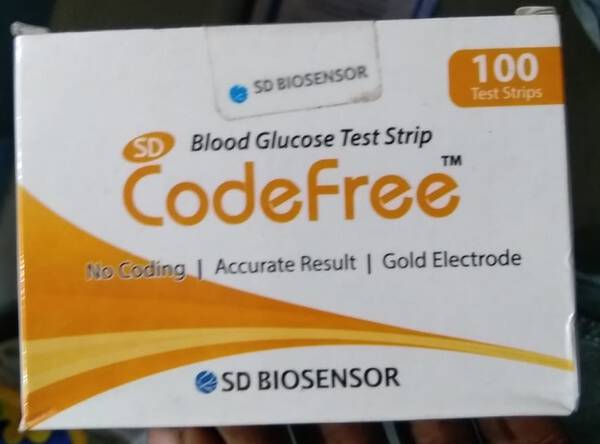 SD BIOSENSOR
100
Test Strips
SD Blood Glucose Test Strip
CodeFree™
No Coding | Accurate Result | Gold Electrode
SD BIOSENSOR